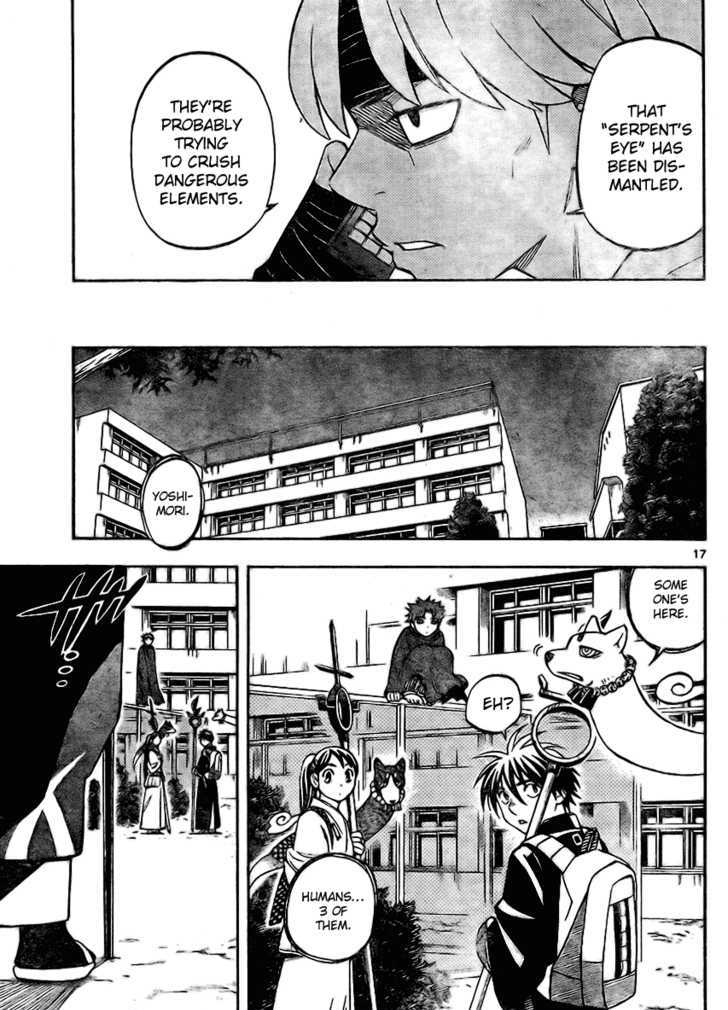 THAT
"SERPENT'S
EYE" HAS
BEEN DIS-
MANTLED.
THEY'RE
PROBABLY
TRYING
TO CRUSH
DANGEROUS
ELEMENTS.
YOSHI-
MORI.
17
SOME
ONE'S
HERE.
EH?
HUMANS...
3 OF
THEM.